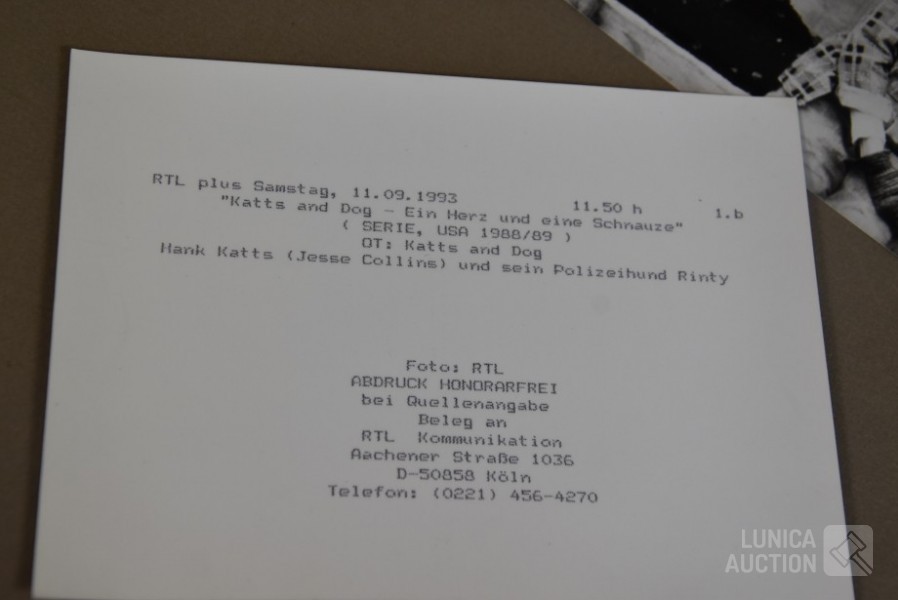 RTL plus Samstag, 11.09.1993 11.50 h 1.b
"Katts and Dog - Ein Herz und eine Schnauze"
( SERIE, USA 1988/89 )
OT: Katts and Dog
Hank Katts (Jesse Collins) und sein Polizeihund Rinty
Foto: RTL
ABDRUCK HONORARFREI
bei Quellenangabe
Beleg an
RTL Kommunikation
Aachener Straße 1036
D-50858 Köln
Telefon: (0221) 456-4270
LUNICA
AUCTION